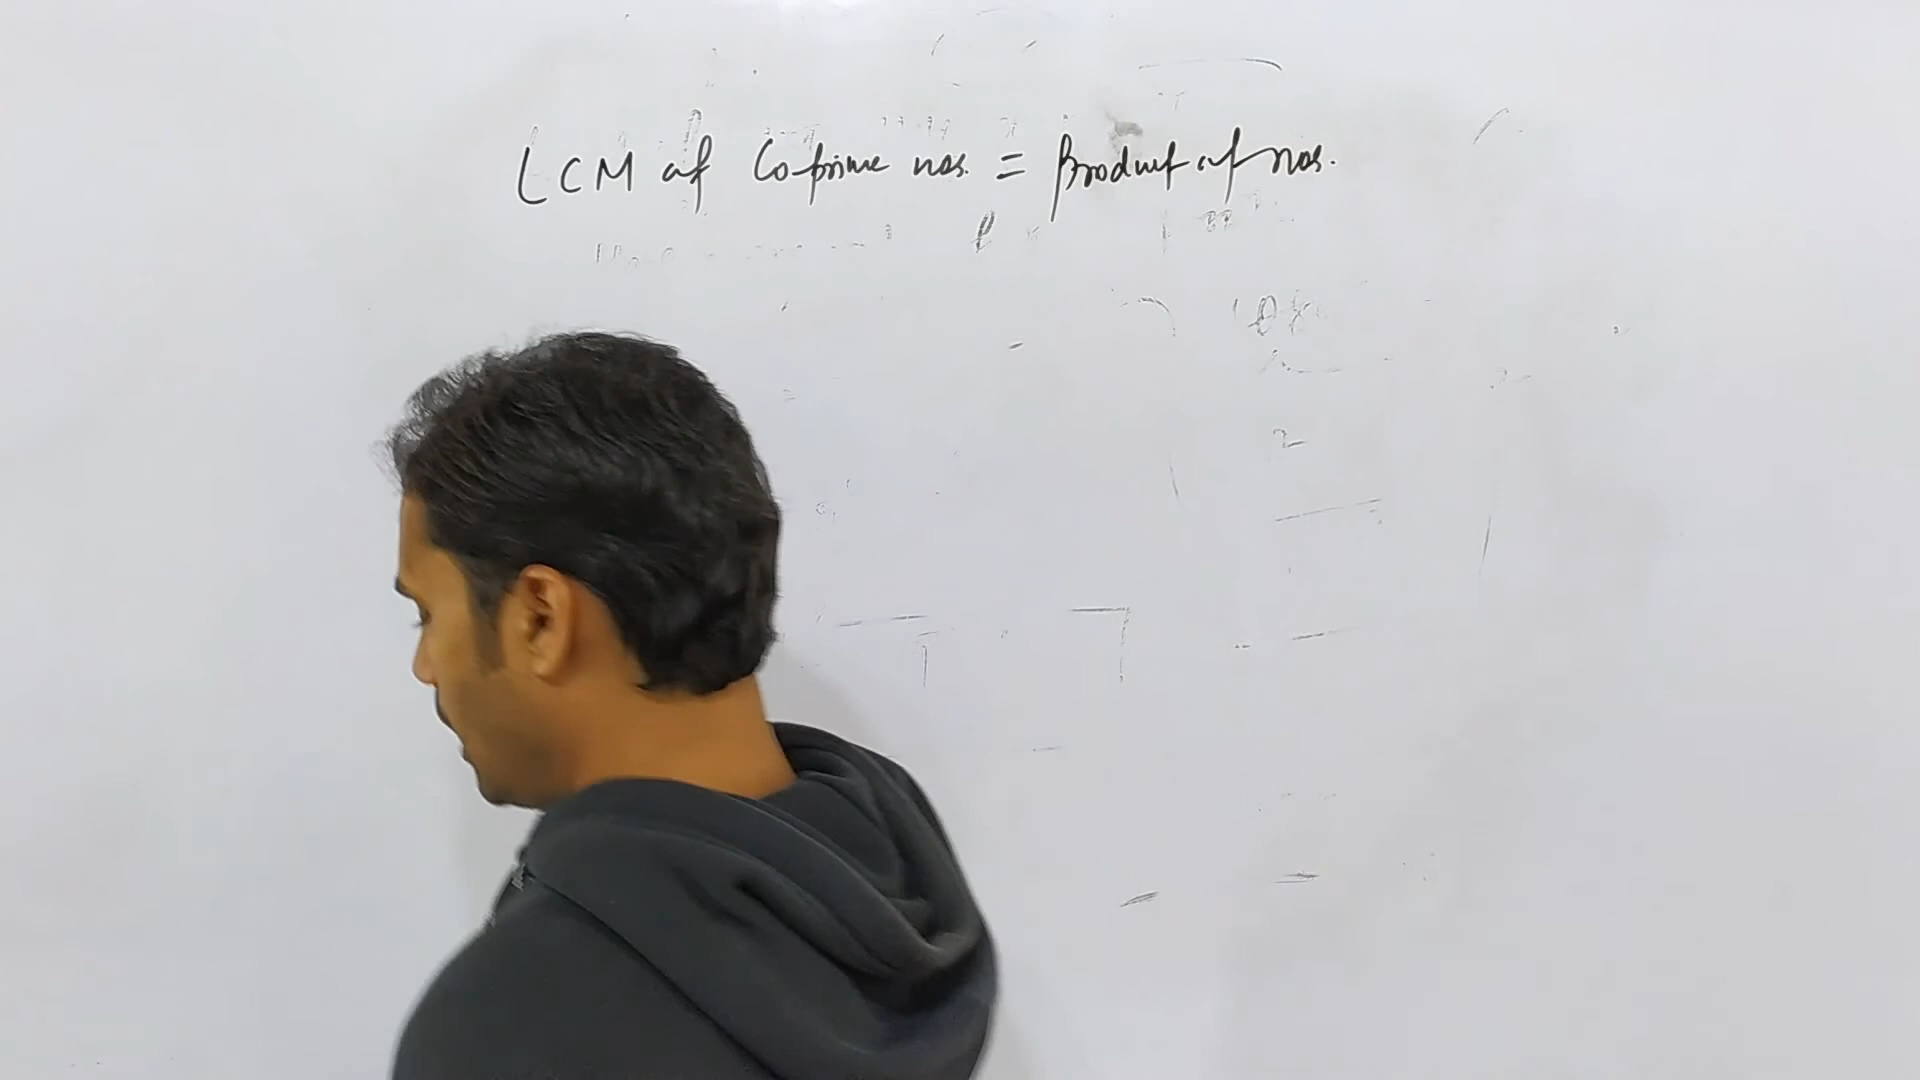 LCM of Coprime nos. = Product of nos.